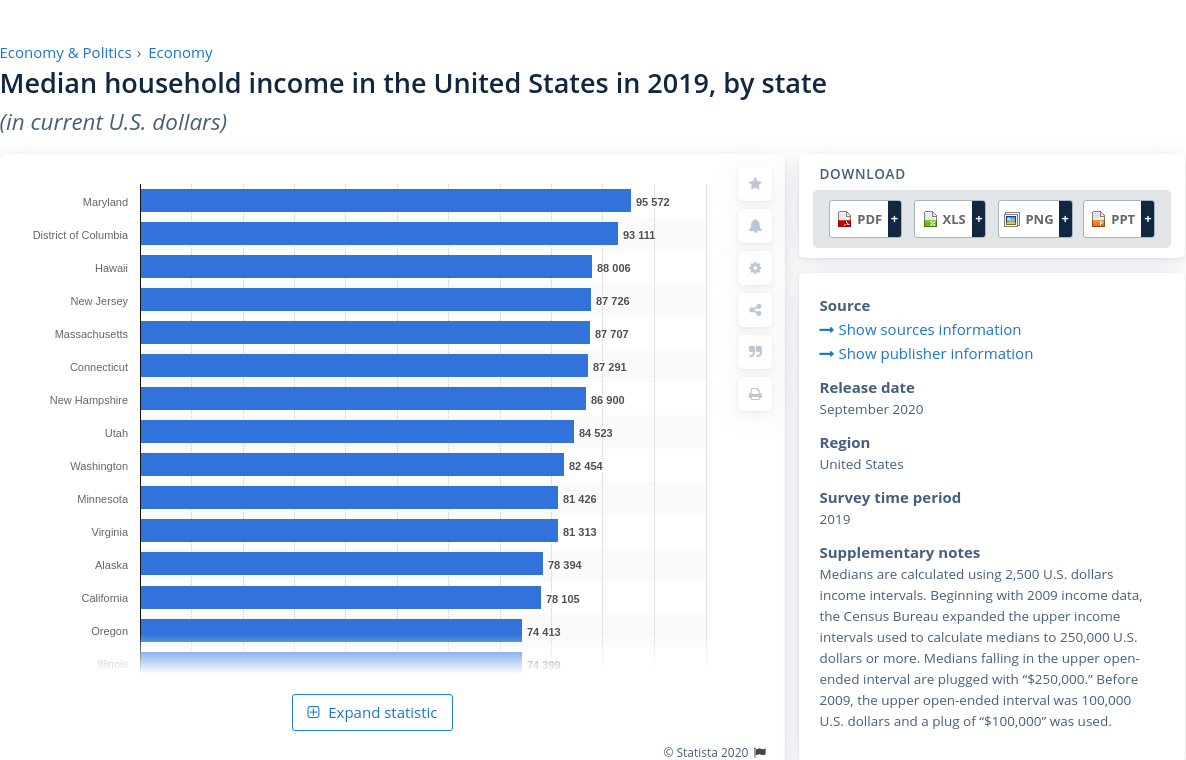 Economy & Politics › Economy
Median household income in the United States in 2019, by state
(in current U.S. dollars)
Maryland 95 572
District of Columbia 93 111
Hawaii 88 006
New Jersey 87 726
Massachusetts 87 707
Connecticut 87 291
New Hampshire 86 900
Utah 84 523
Washington 82 454
Minnesota 81 426
Virginia 81 313
Alaska 78 394
California 78 105
Oregon 74 413
Illinois 74 399
Expand statistic
© Statista 2020
DOWNLOAD
PDF + XLS + PNG + PPT +
Source
Show sources information
Show publisher information
Release date
September 2020
Region
United States
Survey time period
2019
Supplementary notes
Medians are calculated using 2,500 U.S. dollars
income intervals. Beginning with 2009 income data,
the Census Bureau expanded the upper income
intervals used to calculate medians to 250,000 U.S.
dollars or more. Medians falling in the upper open-
ended interval are plugged with “$250,000.” Before
2009, the upper open-ended interval was 100,000
U.S. dollars and a plug of “$100,000” was used.